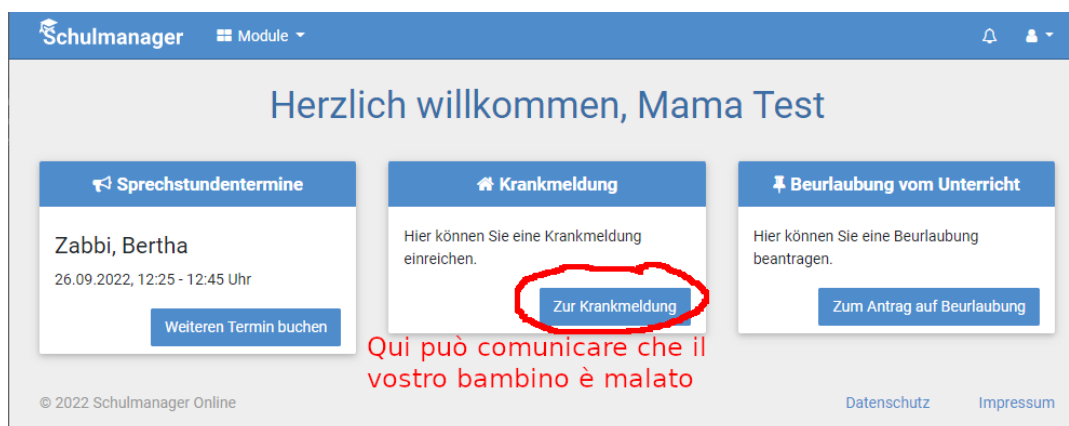 Schulmanager Module
Herzlich willkommen, Mama Test
Sprechstundentermine
Zabbi, Bertha
26.09.2022, 12:25 - 12:45 Uhr
Weiteren Termin buchen
Krankmeldung
Hier können Sie eine Krankmeldung
einreichen.
Zur Krankmeldung
Beurlaubung vom Unterricht
Hier können Sie eine Beurlaubung
beantragen.
Zum Antrag auf Beurlaubung
Qui può comunicare che il
vostro bambino è malato
© 2022 Schulmanager Online
Datenschutz Impressum